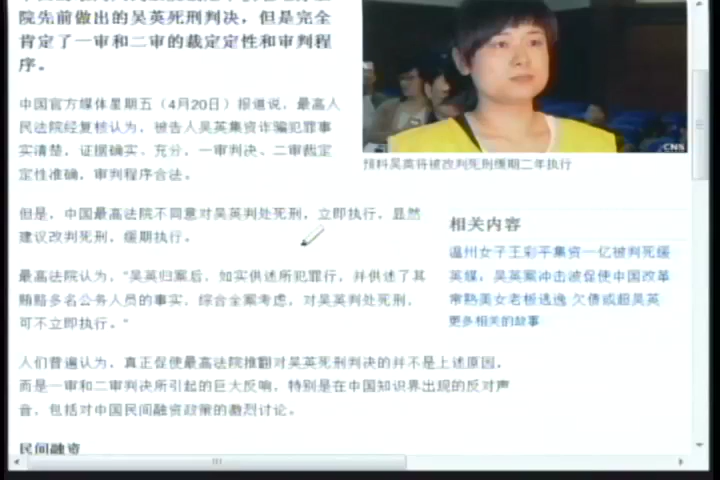 院先前做出的吴英死刑判决，但是完全
肯定了一审和二审的裁定定性和审判程
序。
中国官方媒体星期五（4月20日）报道说，最高人
民法院经复核认为，被告人吴英集资诈骗犯罪事
实清楚，证据确实、充分，一审判决、二审裁定
定性准确，审判程序合法。
但是，中国最高法院不同意对吴英判处死刑，立即执行，显然
建议改判死刑，缓期执行。
最高法院认为，“吴英归案后，如实供述所犯罪行，并供述了其
贿赂多名公务人员的事实，综合全案考虑，对吴英判处死刑，
可不立即执行。”
人们普遍认为，真正促使最高法院推翻对吴英死刑判决的并不是上述原因，
而是一审和二审判决所引起的巨大反响，特别是在中国知识界出现的反对声
音，包括对中国民间融资政策的激烈讨论。
民间融资
CNS
预料吴英将被改判死刑缓期二年执行
相关内容
温州女子王彩平集资一亿被判死缓
英媒，吴英案冲击波促使中国改革
常熟美女老板逃逸 欠债或超吴英
更多相关的故事